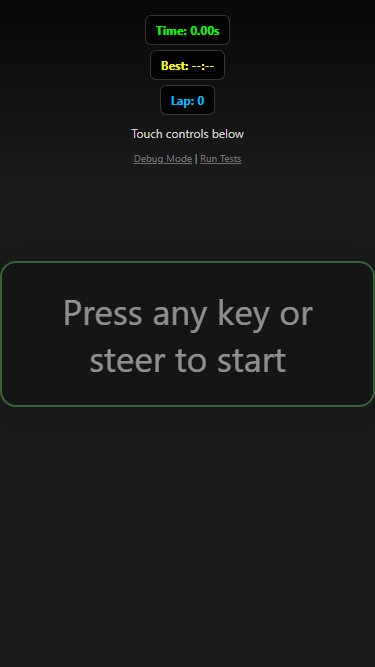 Time: 0.00s
Best: --:--
Lap: 0
Touch controls below
Debug Mode | Run Tests
Press any key or
steer to start